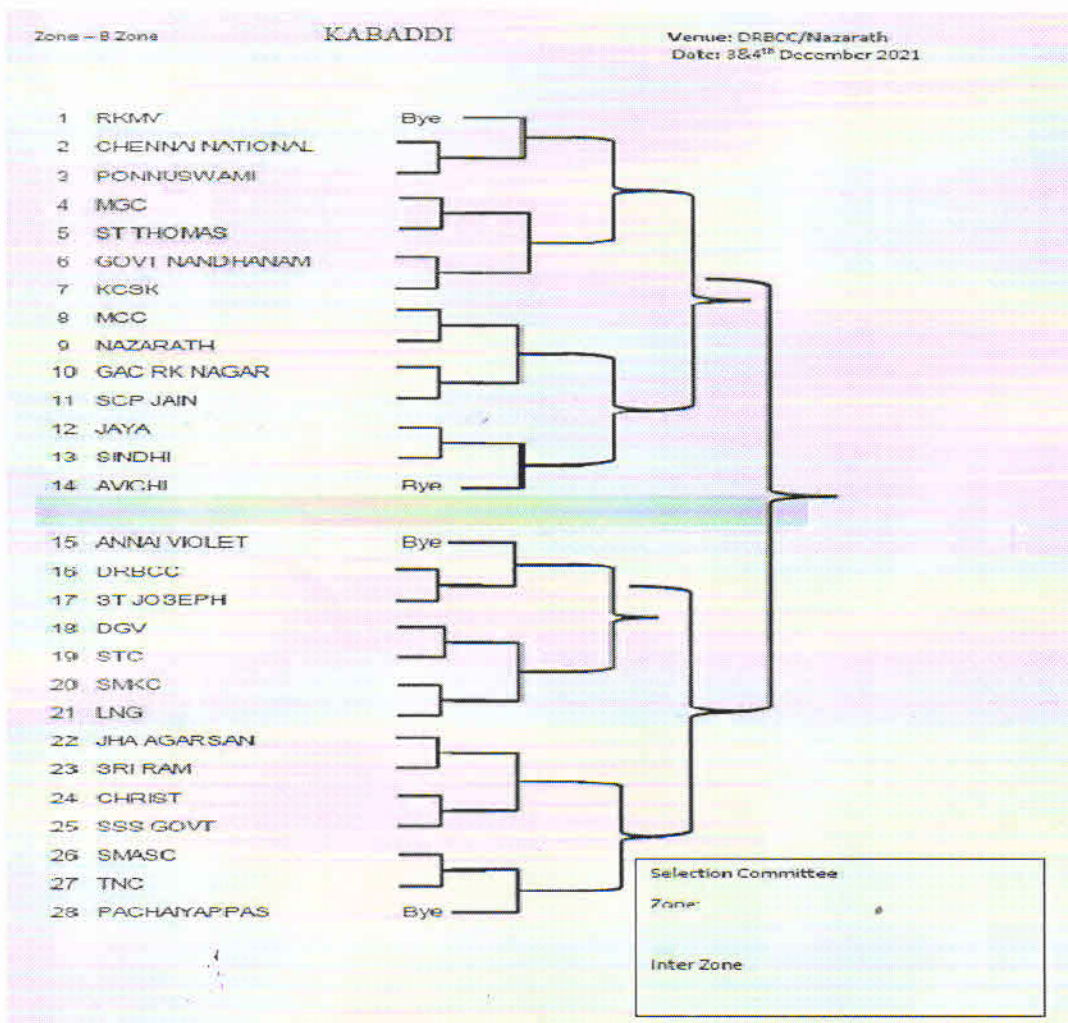 Zone – B Zone KABADDI Venue: DRBCC/Nazarath
Date: 3&4th December 2021
1 RKMV Bye
2 CHENNAI NATIONAL
3 PONNUSWAMI
4 MGC
5 ST THOMAS
6 GOVT NANDHANAM
7 KCSK
8 MCC
9 NAZARATH
10 GAC RK NAGAR
11 SCP JAIN
12 JAYA
13 SINDHI
14 AVICHI Bye
15 ANNAI VIOLET Bye
16 DRBCC
17 ST JOSEPH
18 DGV
19 STC
20 SMKC
21 LNG
22 JHA AGARSAN
23 SRI RAM
24 CHRIST
25 SSS GOVT
26 SMASC
27 TNC
28 PACHAIYAPPAS Bye
Selection Committee
Zone:
Inter Zone